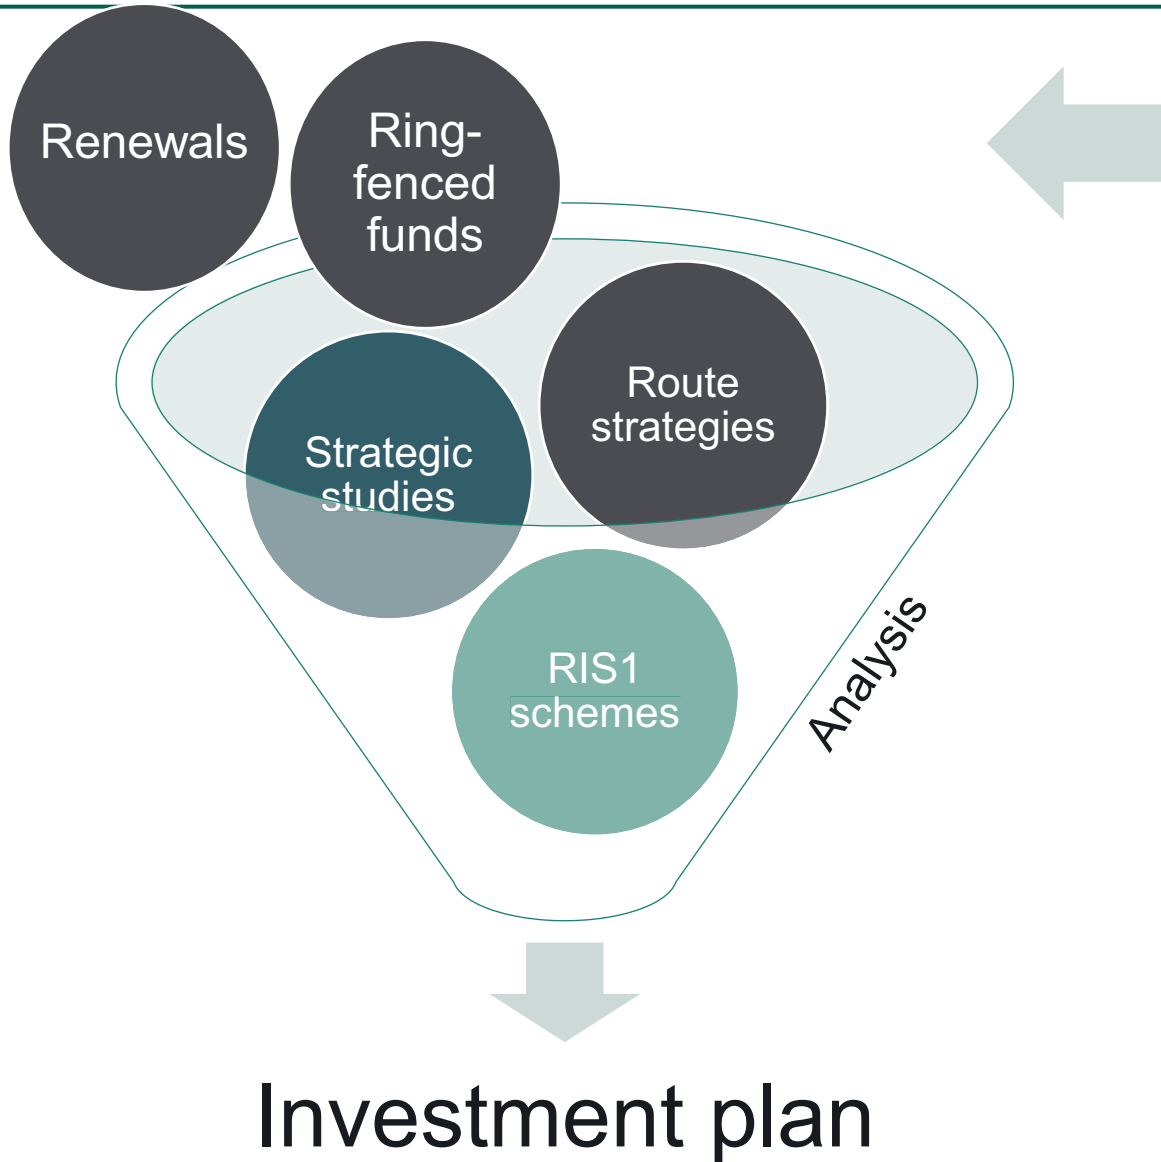 Renewals
Ring-
fenced
funds
Route
strategies
Strategic
studies
RIS1
schemes
Analysis
Investment plan